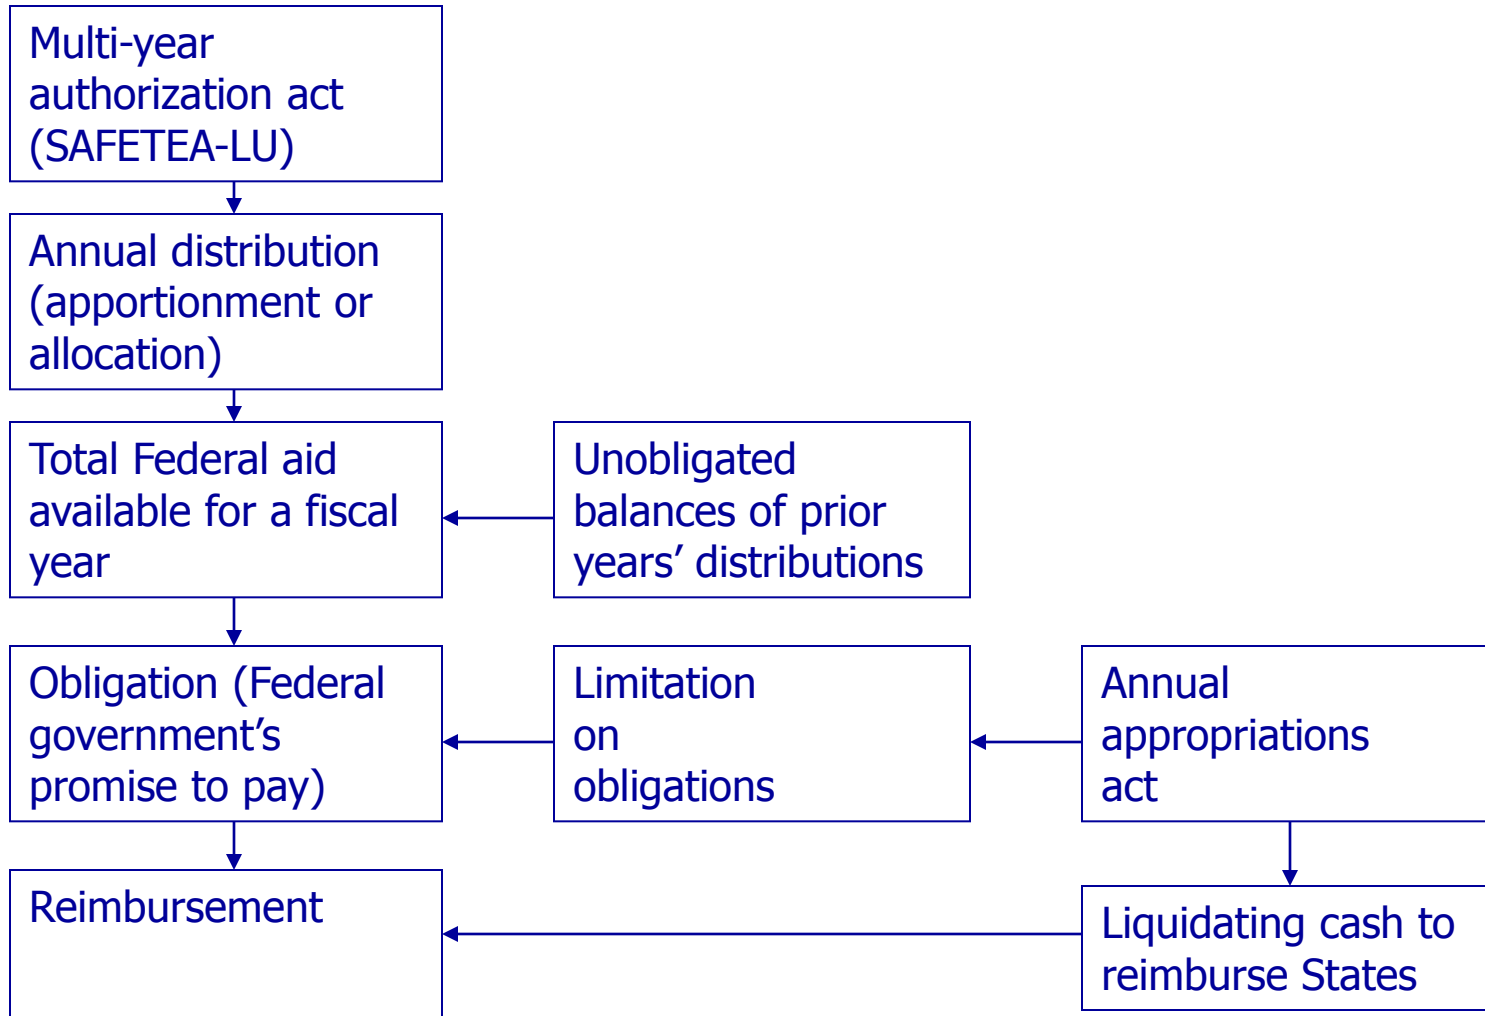 Multi-year
authorization act
(SAFETEA-LU)
Annual distribution
(apportionment or
allocation)
Total Federal aid
available for a fiscal
year
Unobligated
balances of prior
years’ distributions
Obligation (Federal
government’s
promise to pay)
Limitation
on
obligations
Annual
appropriations
act
Reimbursement
Liquidating cash to
reimburse States